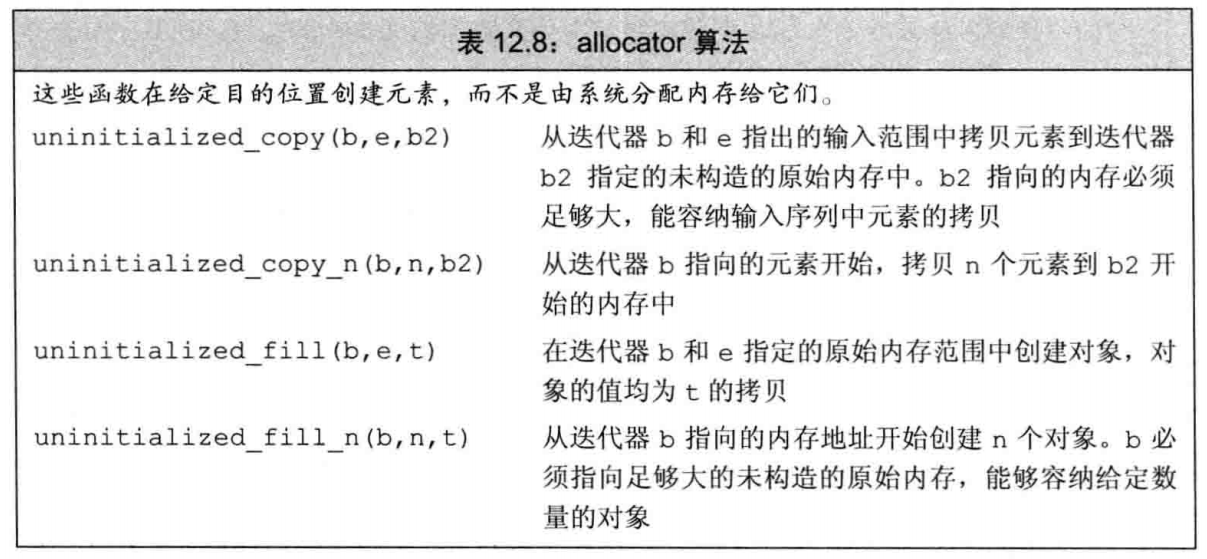 表 12.8：allocator 算法
这些函数在给定目的位置创建元素，而不是由系统分配内存给它们。
uninitialized_copy(b,e,b2) 从迭代器 b 和 e 指出的输入范围中拷贝元素到迭代器
b2 指定的未构造的原始内存中。b2 指向的内存必须
足够大，能容纳输入序列中元素的拷贝
uninitialized_copy_n(b,n,b2) 从迭代器 b 指向的元素开始，拷贝 n 个元素到 b2 开
始的内存中
uninitialized_fill(b,e,t) 在迭代器 b 和 e 指定的原始内存范围中创建对象，对
象的值均为 t 的拷贝
uninitialized_fill_n(b,n,t) 从迭代器 b 指向的内存地址开始创建 n 个对象。b 必
须指向足够大的未构造的原始内存，能够容纳给定数
量的对象